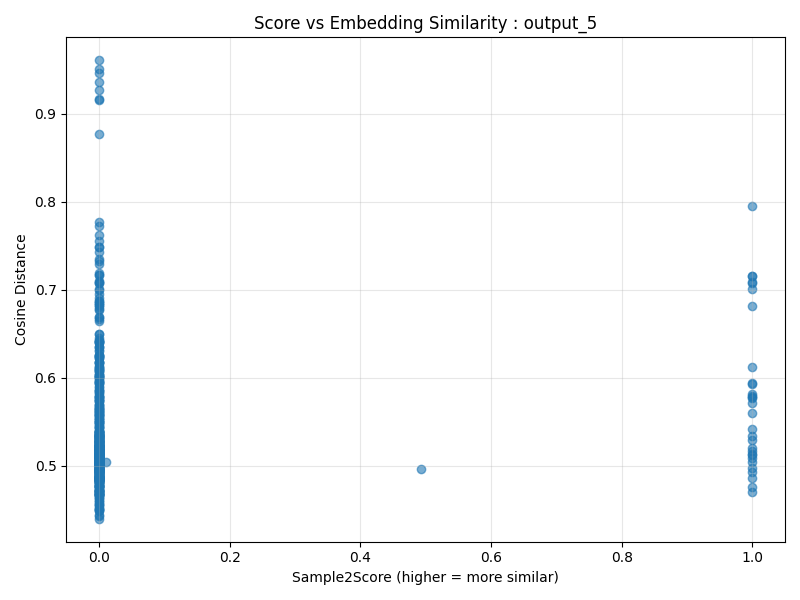 Score vs Embedding Similarity : output_5
Cosine Distance
0.9
0.8
0.7
0.6
0.5
0.0 0.2 0.4 0.6 0.8 1.0
Sample2Score (higher = more similar)